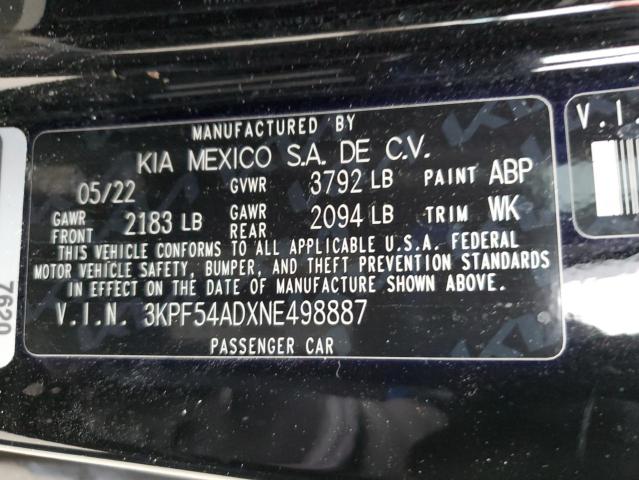 MANUFACTURED BY
KIA MEXICO S.A. DE C.V.
05/22 GVWR 3792 LB PAINT ABP
GAWR FRONT 2183 LB GAWR REAR 2094 LB TRIM WK
THIS VEHICLE CONFORMS TO ALL APPLICABLE U.S.A. FEDERAL
MOTOR VEHICLE SAFETY, BUMPER, AND THEFT PREVENTION STANDARDS
IN EFFECT ON THE DATE OF MANUFACTURE SHOWN ABOVE.
V.I.N. 3KPF54ADXNE498887
PASSENGER CAR
V.I.
7620